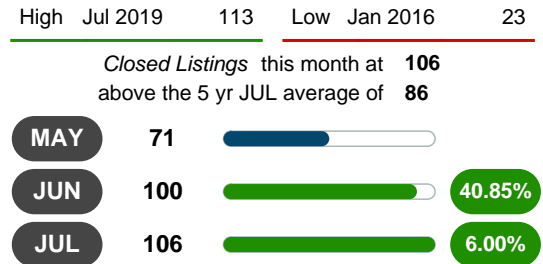 High Jul 2019 113 Low Jan 2016 23
Closed Listings this month at 106
above the 5 yr JUL average of 86
MAY 71
JUN 100 40.85%
JUL 106 6.00%